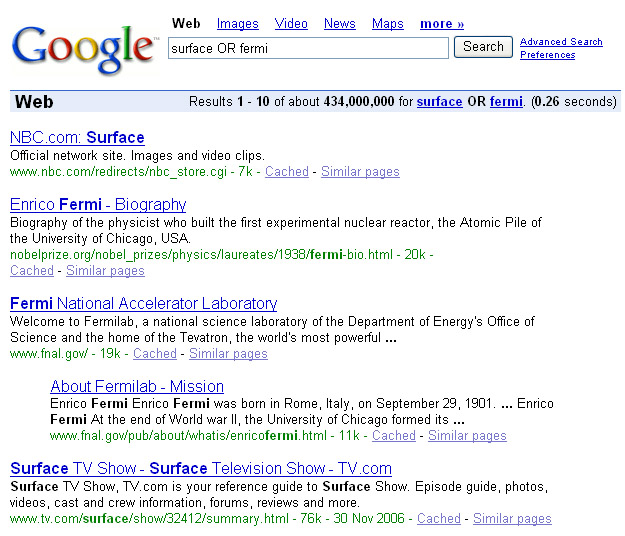 Web Images Video News Maps more »
Google™
surface OR fermi Search Advanced Search
Preferences
Web Results 1 - 10 of about 434,000,000 for surface OR fermi. (0.26 seconds)
NBC.com: Surface
Official network site. Images and video clips.
www.nbc.com/redirects/nbc_store.cgi - 7k - Cached - Similar pages
Enrico Fermi - Biography
Biography of the physicist who built the first experimental nuclear reactor, the Atomic Pile of
the University of Chicago, USA.
nobelprize.org/nobel_prizes/physics/laureates/1938/fermi-bio.html - 20k -
Cached - Similar pages
Fermi National Accelerator Laboratory
Welcome to Fermilab, a national science laboratory of the Department of Energy's Office of
Science and the home of the Tevatron, the world's most powerful ...
www.fnal.gov/ - 19k - Cached - Similar pages
About Fermilab - Mission
Enrico Fermi Enrico Fermi was born in Rome, Italy, on September 29, 1901. ... Enrico
Fermi At the end of World war II, the University of Chicago formed its ...
www.fnal.gov/pub/about/whatis/enricofermi.html - 11k - Cached - Similar pages
Surface TV Show - Surface Television Show - TV.com
Surface TV Show, TV.com is your reference guide to Surface Show. Episode guide, photos,
videos, cast and crew information, forums, reviews and more.
www.tv.com/surface/show/32412/summary.html - 76k - 30 Nov 2006 - Cached - Similar pages